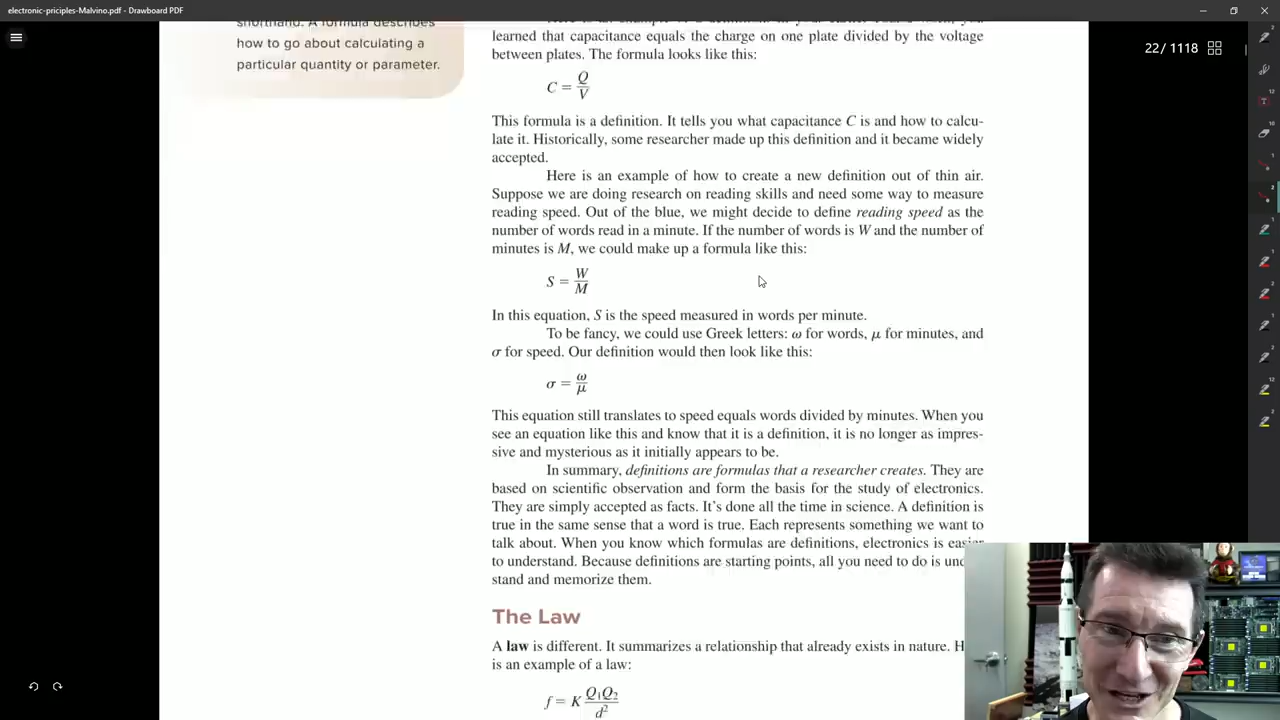 electronic-priciples-Malvino.pdf - Drawboard PDF
22 / 1118
shorthand. A formula describes
how to go about calculating a
particular quantity or parameter.
learned that capacitance equals the charge on one plate divided by the voltage
between plates. The formula looks like this:
C = Q/V
This formula is a definition. It tells you what capacitance C is and how to calcu-
late it. Historically, some researcher made up this definition and it became widely
accepted.
Here is an example of how to create a new definition out of thin air.
Suppose we are doing research on reading skills and need some way to measure
reading speed. Out of the blue, we might decide to define reading speed as the
number of words read in a minute. If the number of words is W and the number of
minutes is M, we could make up a formula like this:
S = W/M
In this equation, S is the speed measured in words per minute.
To be fancy, we could use Greek letters: ω for words, μ for minutes, and
σ for speed. Our definition would then look like this:
σ = ω/μ
This equation still translates to speed equals words divided by minutes. When you
see an equation like this and know that it is a definition, it is no longer as impres-
sive and mysterious as it initially appears to be.
In summary, definitions are formulas that a researcher creates. They are
based on scientific observation and form the basis for the study of electronics.
They are simply accepted as facts. It's done all the time in science. A definition is
true in the same sense that a word is true. Each represents something we want to
talk about. When you know which formulas are definitions, electronics is easier
to understand. Because definitions are starting points, all you need to do is und
stand and memorize them.
The Law
A law is different. It summarizes a relationship that already exists in nature. H
is an example of a law:
f = K Q₁Q₂/d²